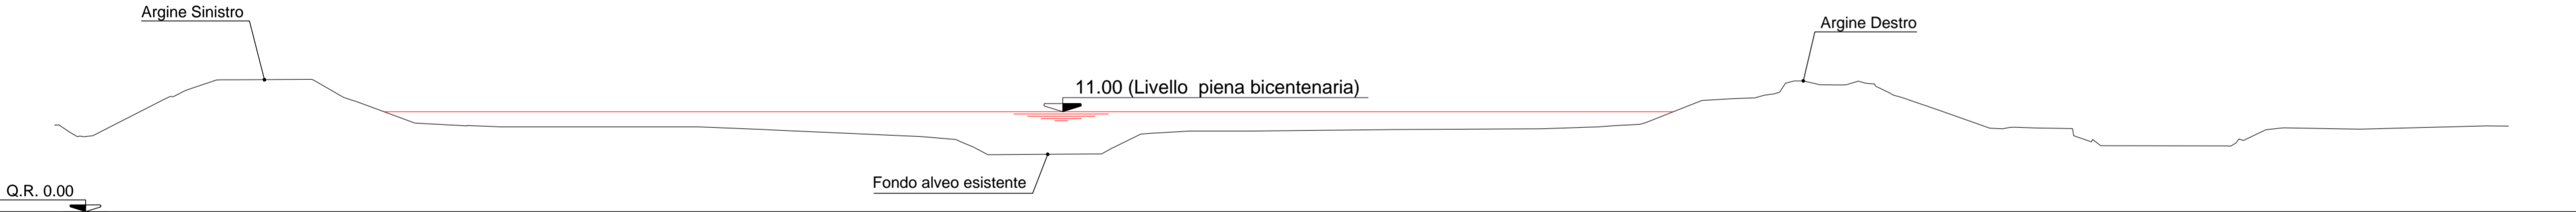 Argine Sinistro
Argine Destro
11.00 (Livello  piena bicentenaria)
Fondo alveo esistente
Q.R. 0.00